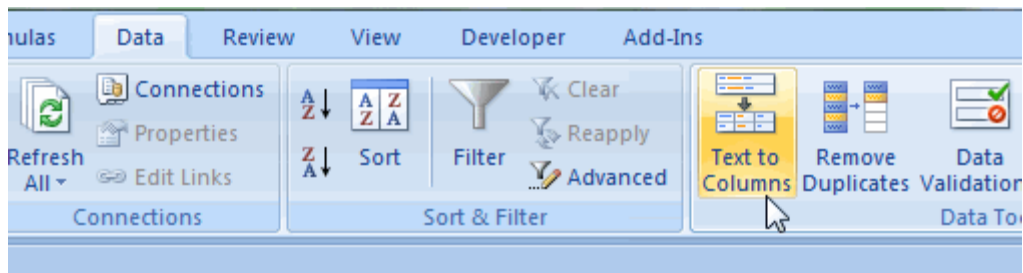 nulas Data Review View Developer Add-Ins
Connections
Properties
Edit Links
Refresh
All
Connections
A
Z
Z
A
A Z
Z A
Sort
Filter
Clear
Reapply
Advanced
Sort & Filter
Text to
Columns
Remove
Duplicates
Data
Validation
Data Too